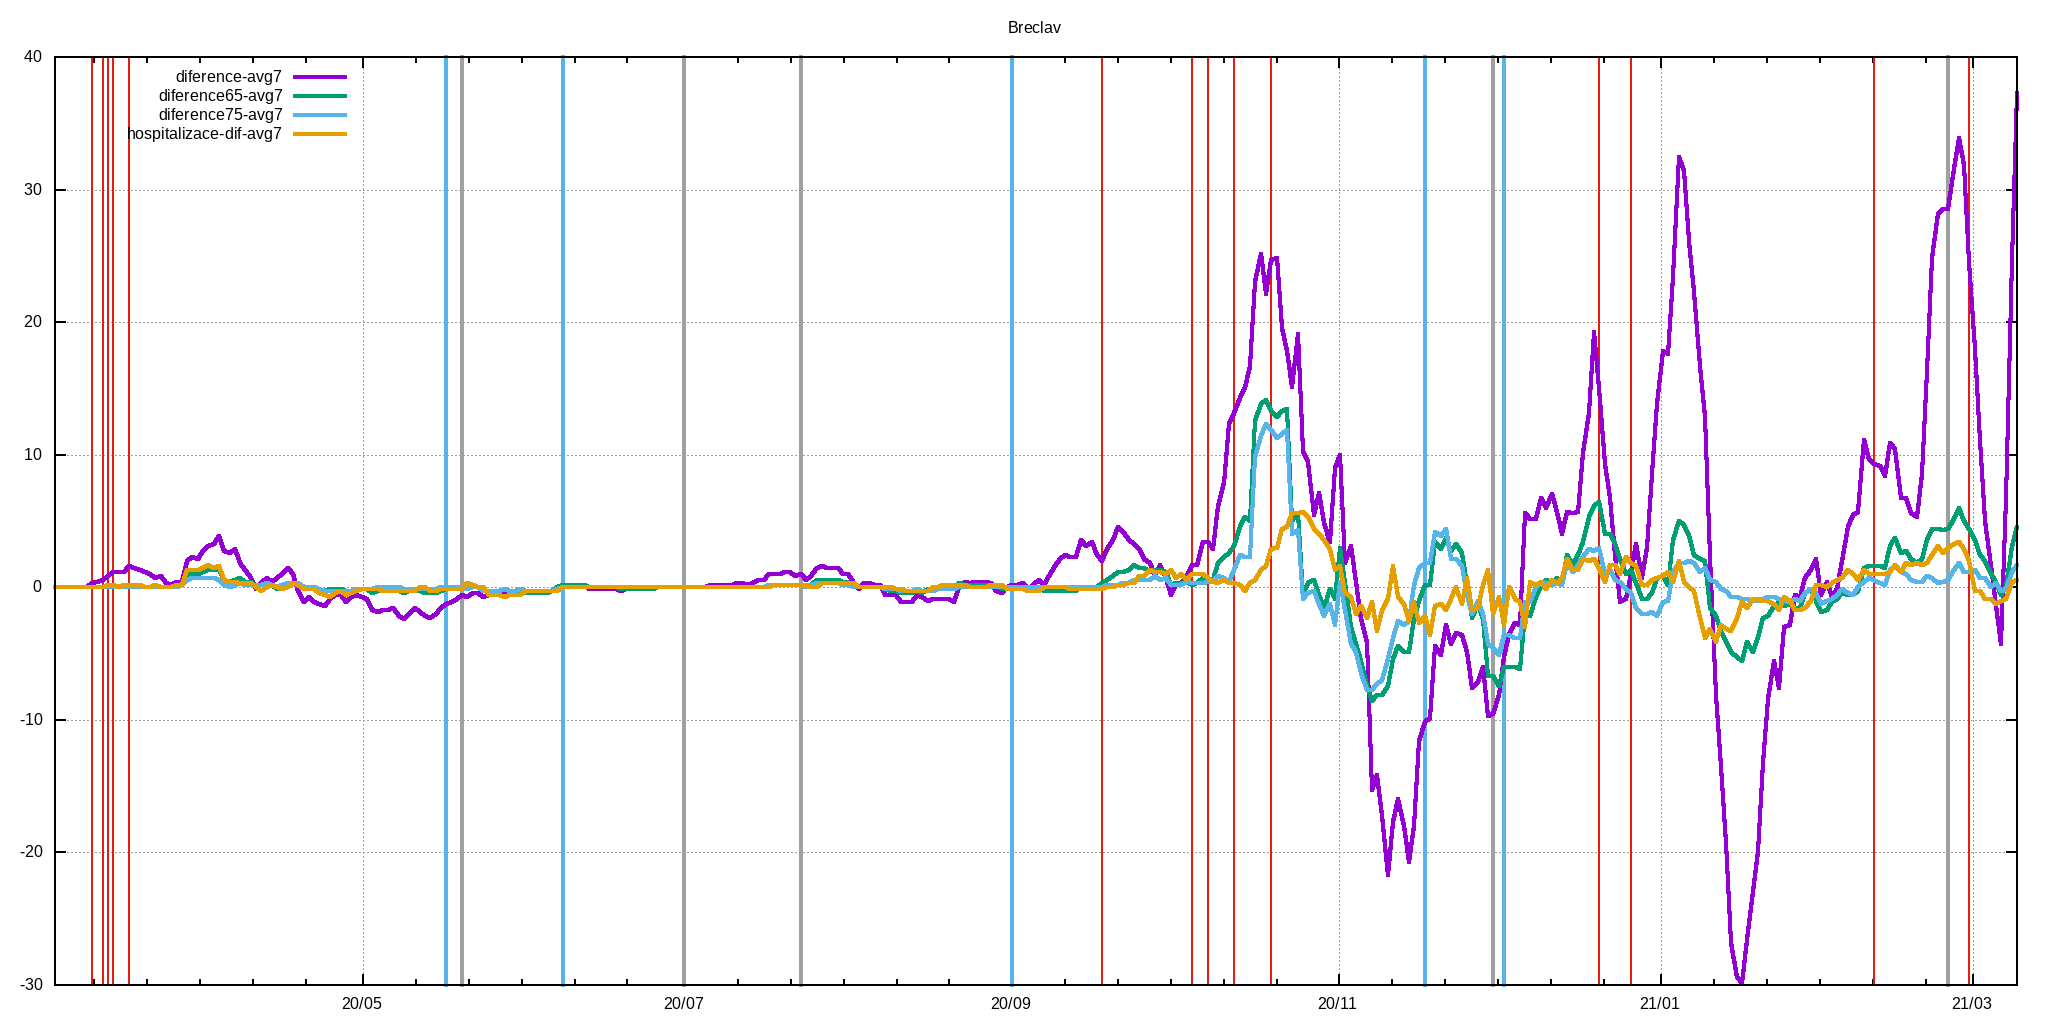 Breclav
40
diference-avg7
diference65-avg7
diference75-avg7
hospitalizace-dif-avg7
30
20
10
0
-10
-20
-30
20/05 20/07 20/09 20/11 21/01 21/03